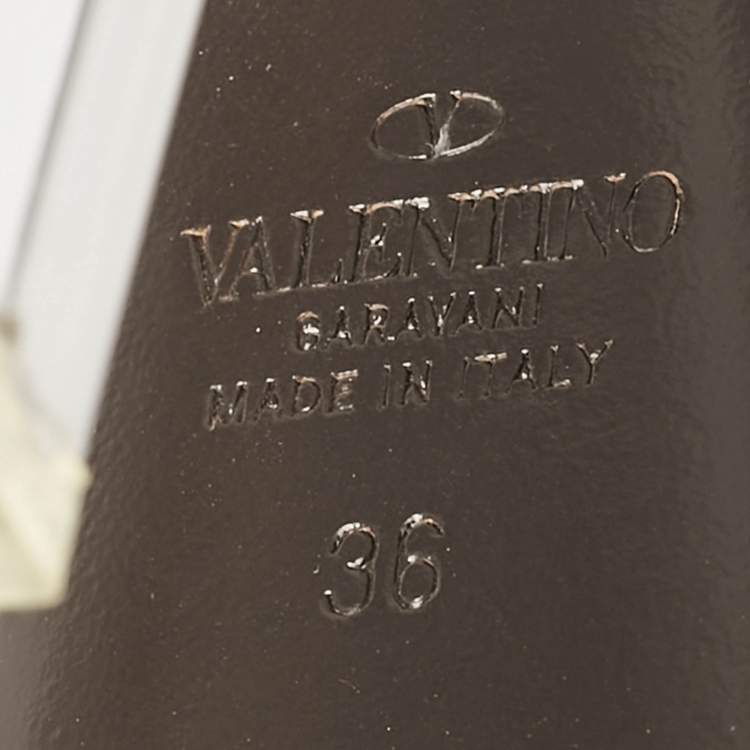 V
VALENTINO
GARAVANI
MADE IN ITALY
36